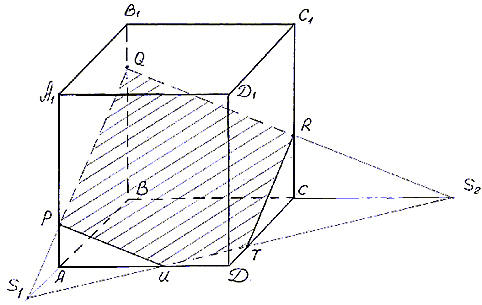 B₁ C₁
Q
A₁ D₁
R
B C S₂
P
T
S₁ A U D